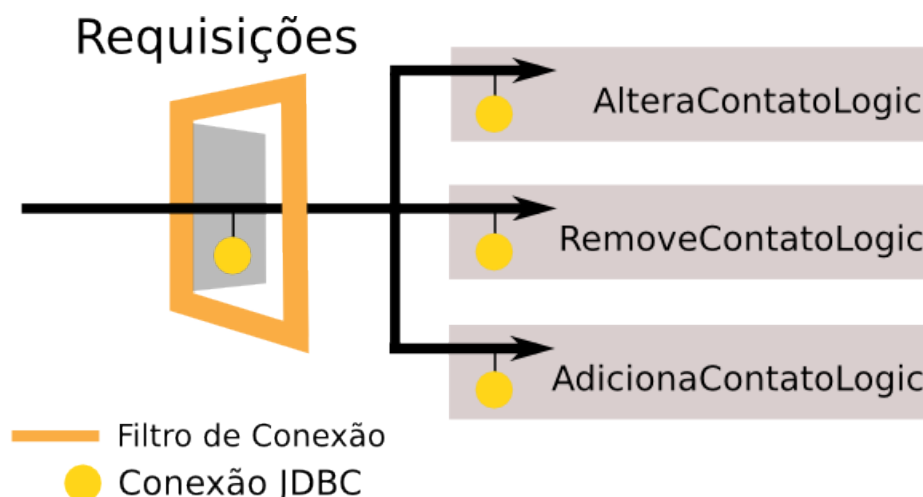 Requisições
AlteraContatoLogic
RemoveContatoLogic
AdicionaContatoLogic
Filtro de Conexão
Conexão JDBC